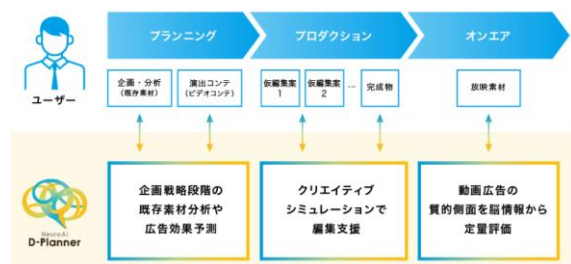 プランニング
プロダクション
オンエア
ユーザー
企画・分析
(既存素材)
演出コンテ
(ビデオコンテ)
仮編集案
1
仮編集案
2
…
完成物
放映素材
NeuroAI
D-Planner
企画戦略段階の
既存素材分析や
広告効果予測
クリエイティブ
シミュレーションで
編集支援
動画広告の
質的側面を脳情報から
定量評価